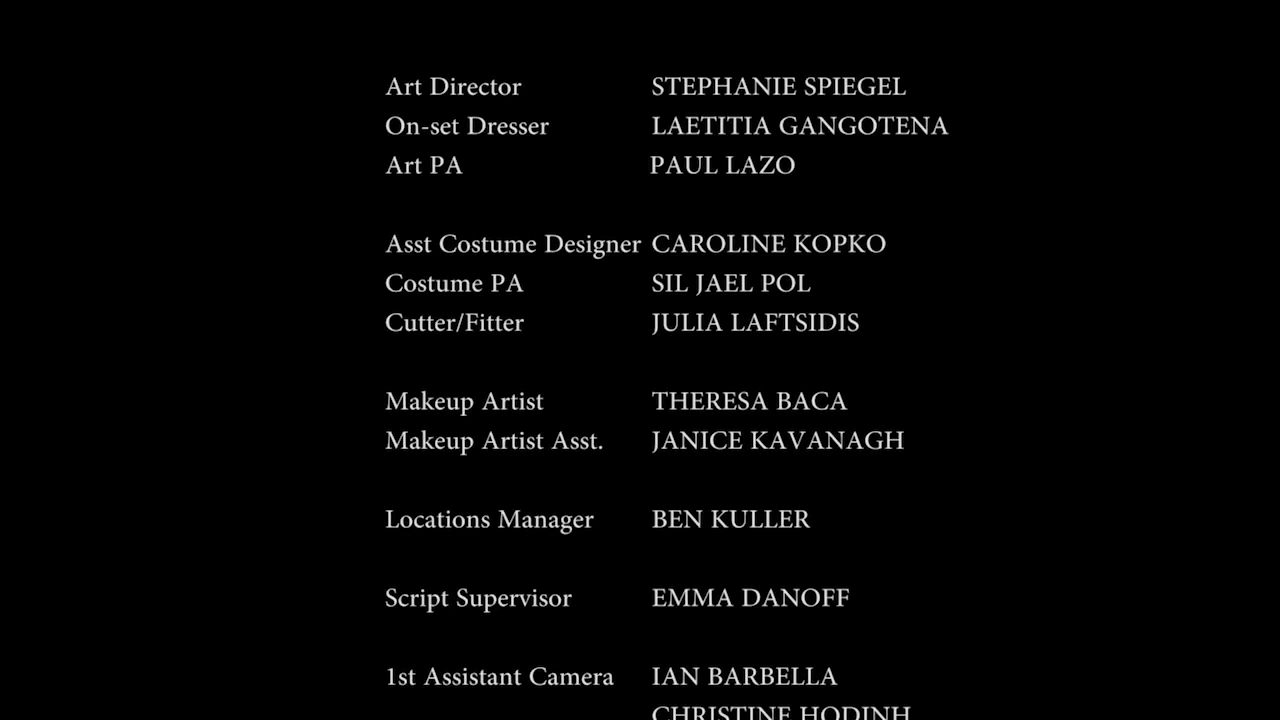 Art Director STEPHANIE SPIEGEL
On-set Dresser LAETITIA GANGOTENA
Art PA PAUL LAZO
Asst Costume Designer CAROLINE KOPKO
Costume PA SIL JAEL POL
Cutter/Fitter JULIA LAFTSIDIS
Makeup Artist THERESA BACA
Makeup Artist Asst. JANICE KAVANAGH
Locations Manager BEN KULLER
Script Supervisor EMMA DANOFF
1st Assistant Camera IAN BARBELLA
CHRISTINE HODINH